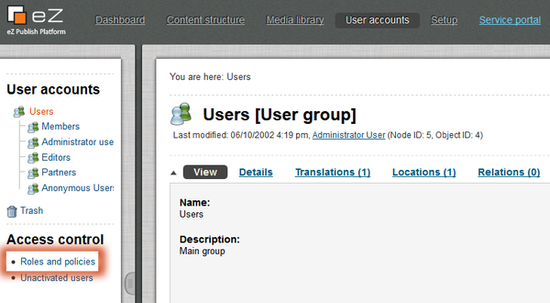 eZ
eZ Publish Platform
Dashboard Content structure Media library User accounts Setup Service portal
User accounts
Users
Members
Administrator use
Editors
Partners
Anonymous Users
Trash
Access control
Roles and policies
Unactivated users
You are here: Users
Users [User group]
Last modified: 06/10/2002 4:19 pm, Administrator User (Node ID: 5, Object ID: 4)
View Details Translations (1) Locations (1) Relations (0)
Name:
Users
Description:
Main group